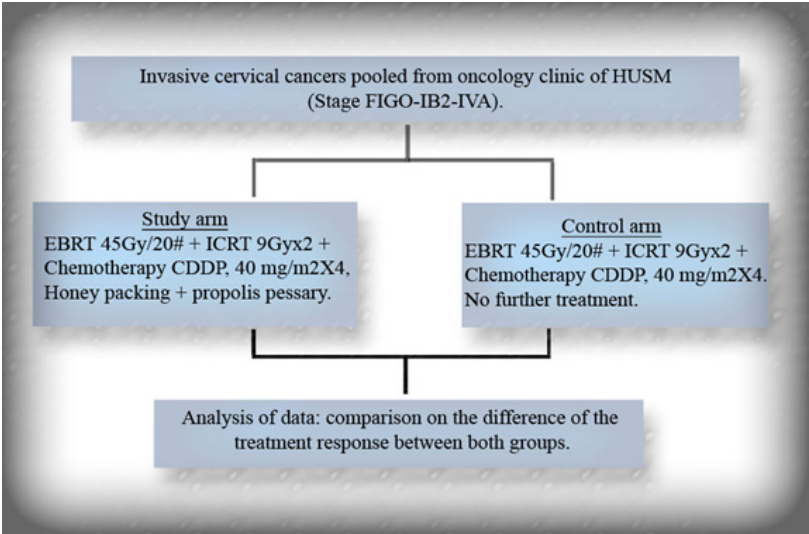 Invasive cervical cancers pooled from oncology clinic of HUSM
(Stage FIGO-IB2-IVA).
Study arm
EBRT 45Gy/20# + ICRT 9Gyx2 +
Chemotherapy CDDP, 40 mg/m2X4,
Honey packing + propolis pessary.
Control arm
EBRT 45Gy/20# + ICRT 9Gyx2 +
Chemotherapy CDDP, 40 mg/m2X4.
No further treatment.
Analysis of data: comparison on the difference of the
treatment response between both groups.